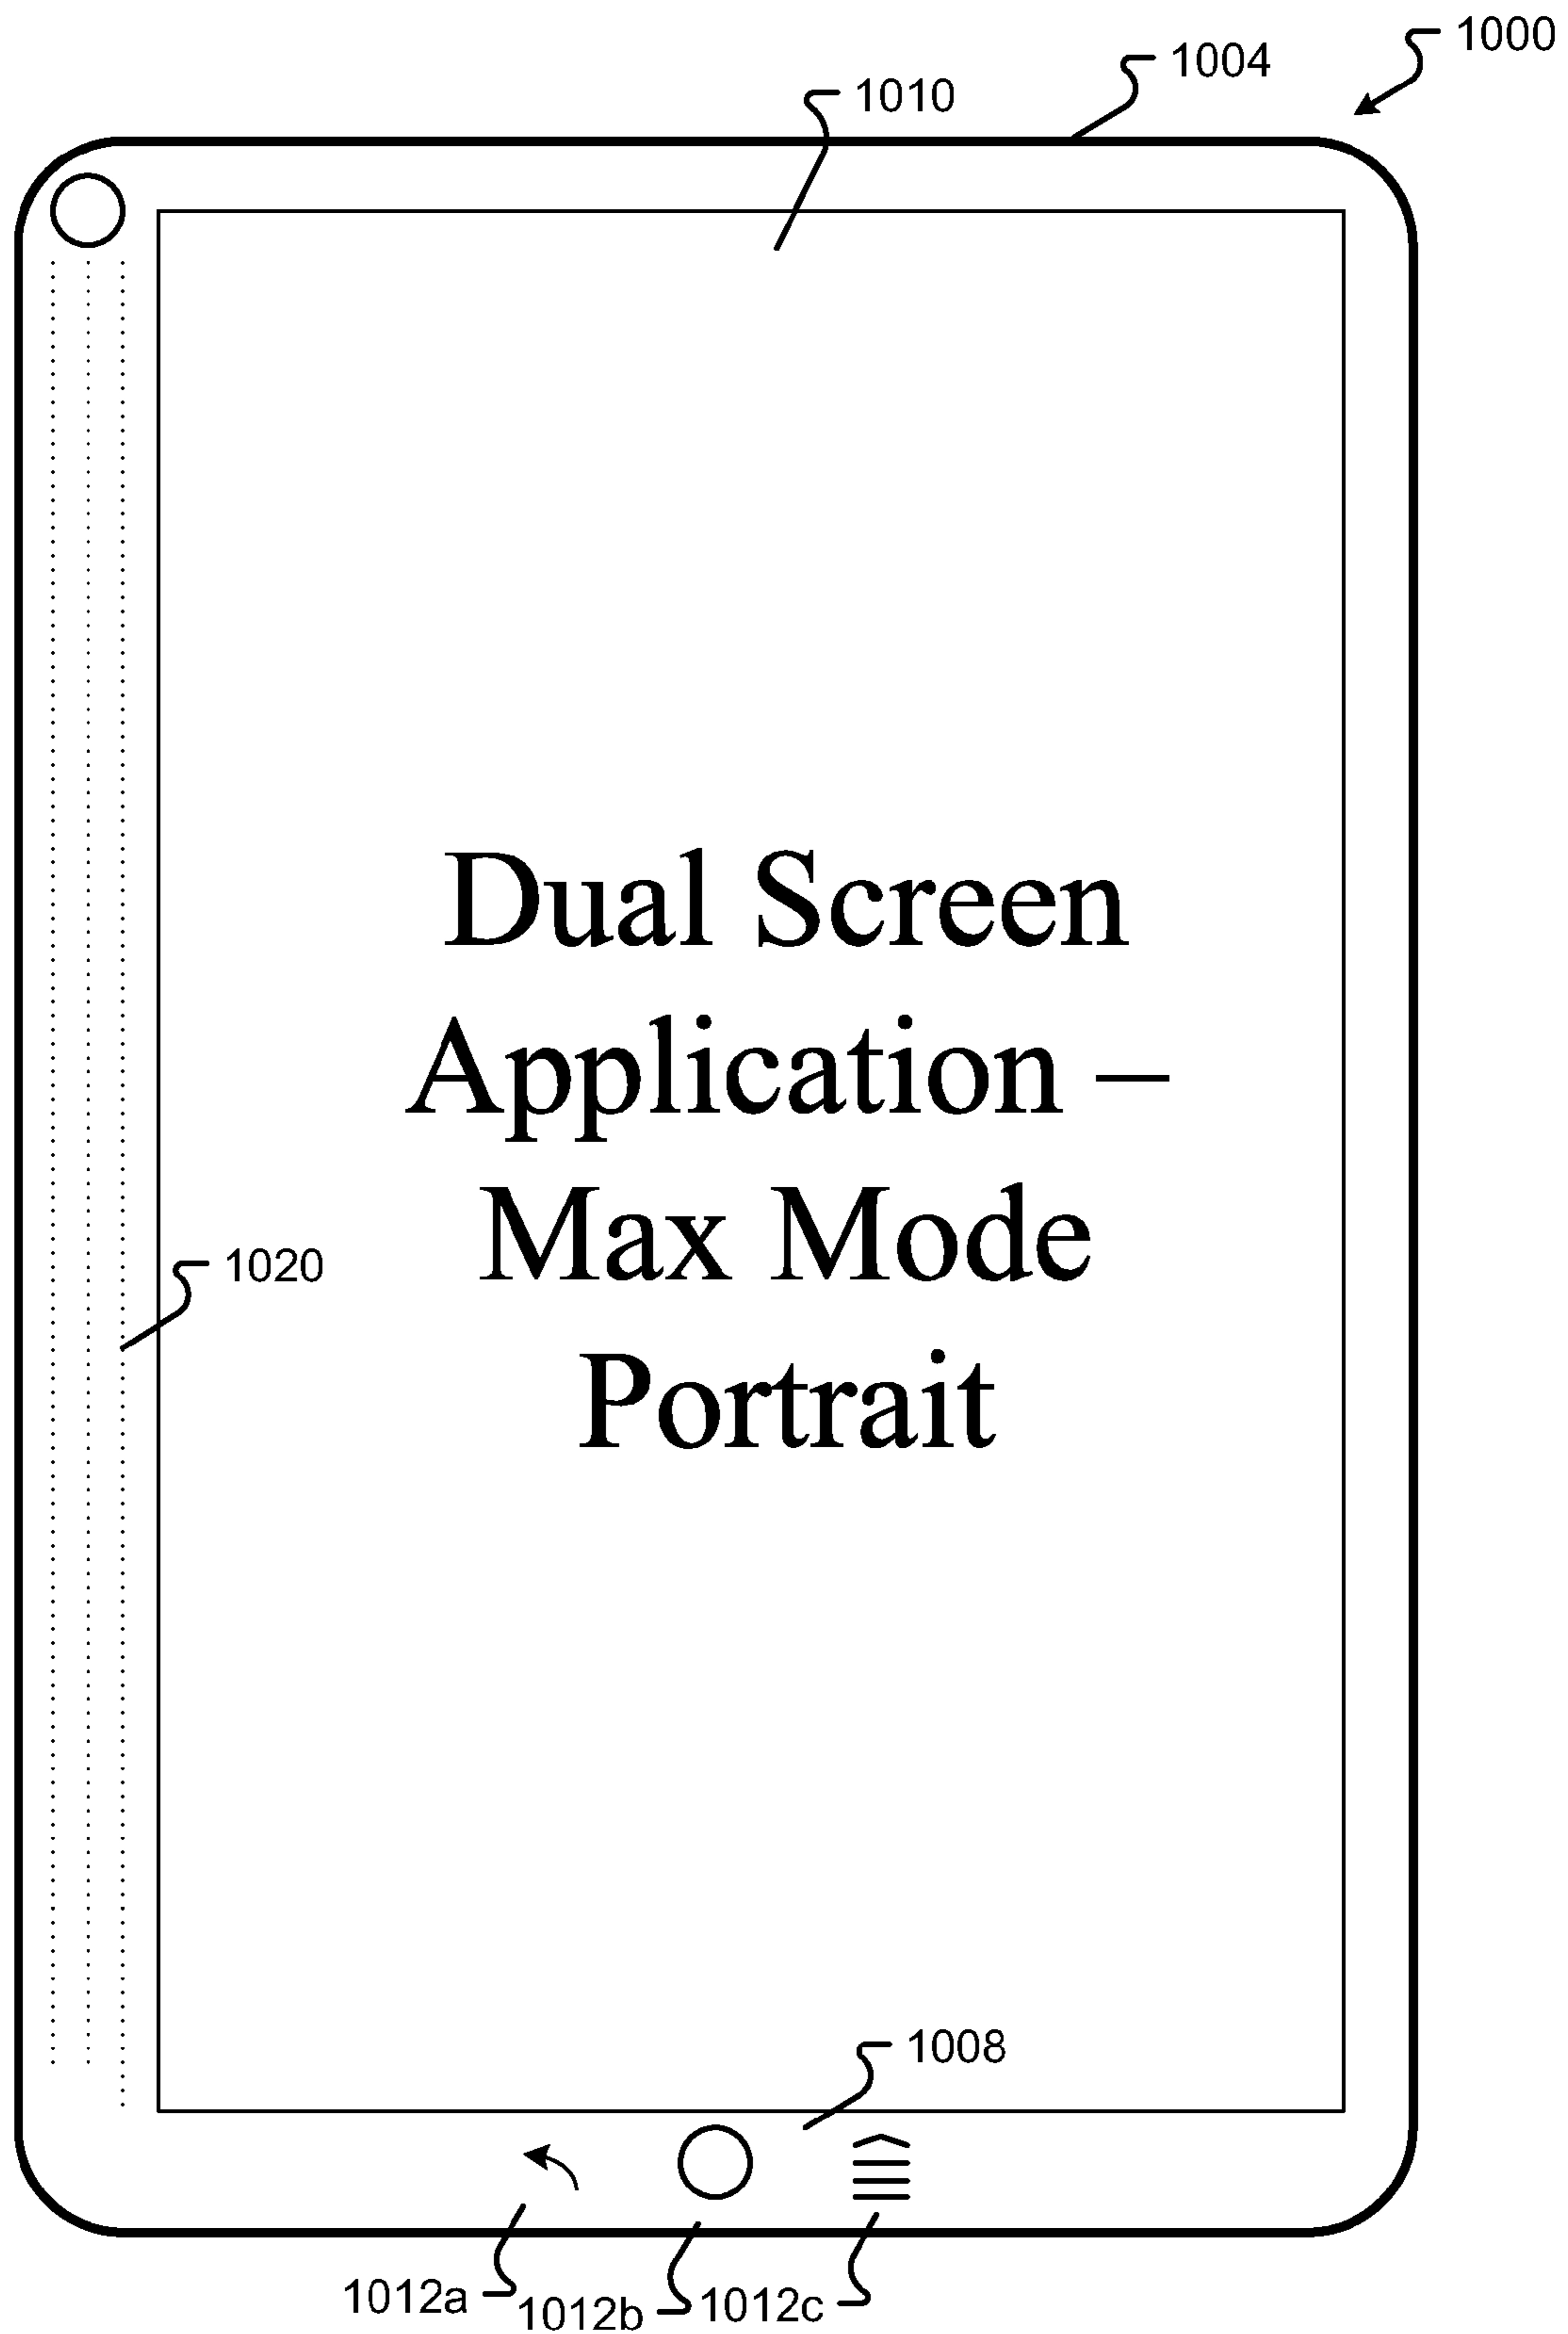 1000
1004
1010
Dual Screen
Application –
Max Mode
Portrait
1020
1008
1012a
1012b
1012c